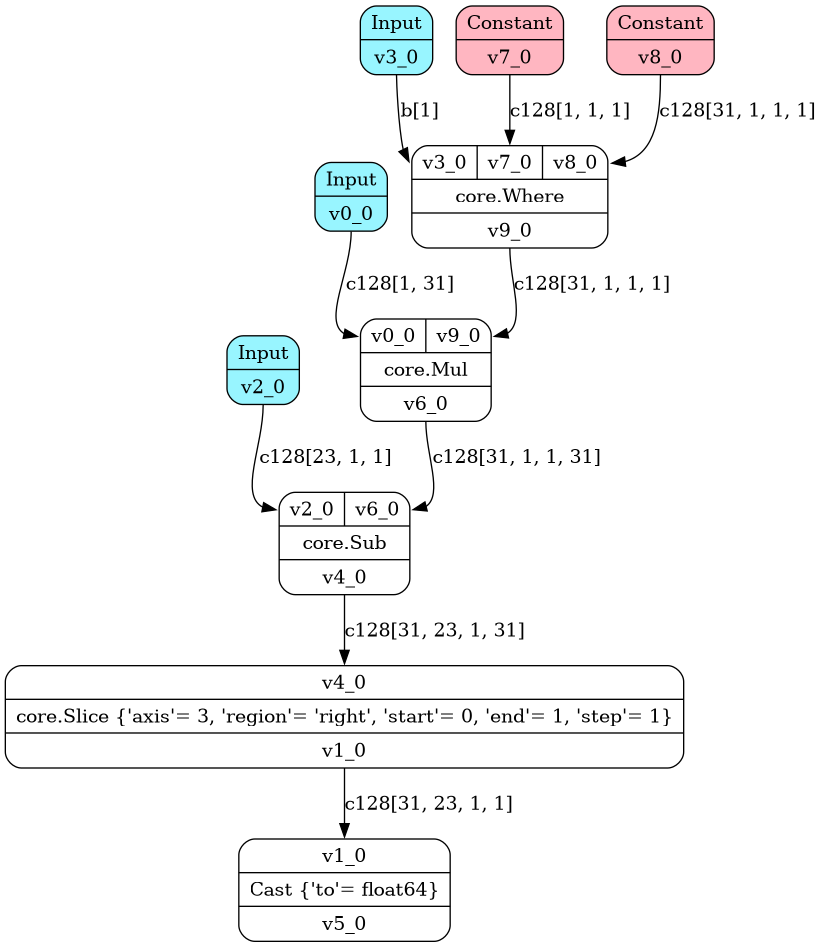 Input
v3_0
Constant
v7_0
Constant
v8_0
b[1]
c128[1, 1, 1]
c128[31, 1, 1, 1]
Input
v0_0
v3_0 v7_0 v8_0
core.Where
v9_0
c128[1, 31]
c128[31, 1, 1, 1]
Input
v2_0
v0_0 v9_0
core.Mul
v6_0
c128[23, 1, 1]
c128[31, 1, 1, 31]
v2_0 v6_0
core.Sub
v4_0
c128[31, 23, 1, 31]
v4_0
core.Slice {'axis'= 3, 'region'= 'right', 'start'= 0, 'end'= 1, 'step'= 1}
v1_0
c128[31, 23, 1, 1]
v1_0
Cast {'to'= float64}
v5_0